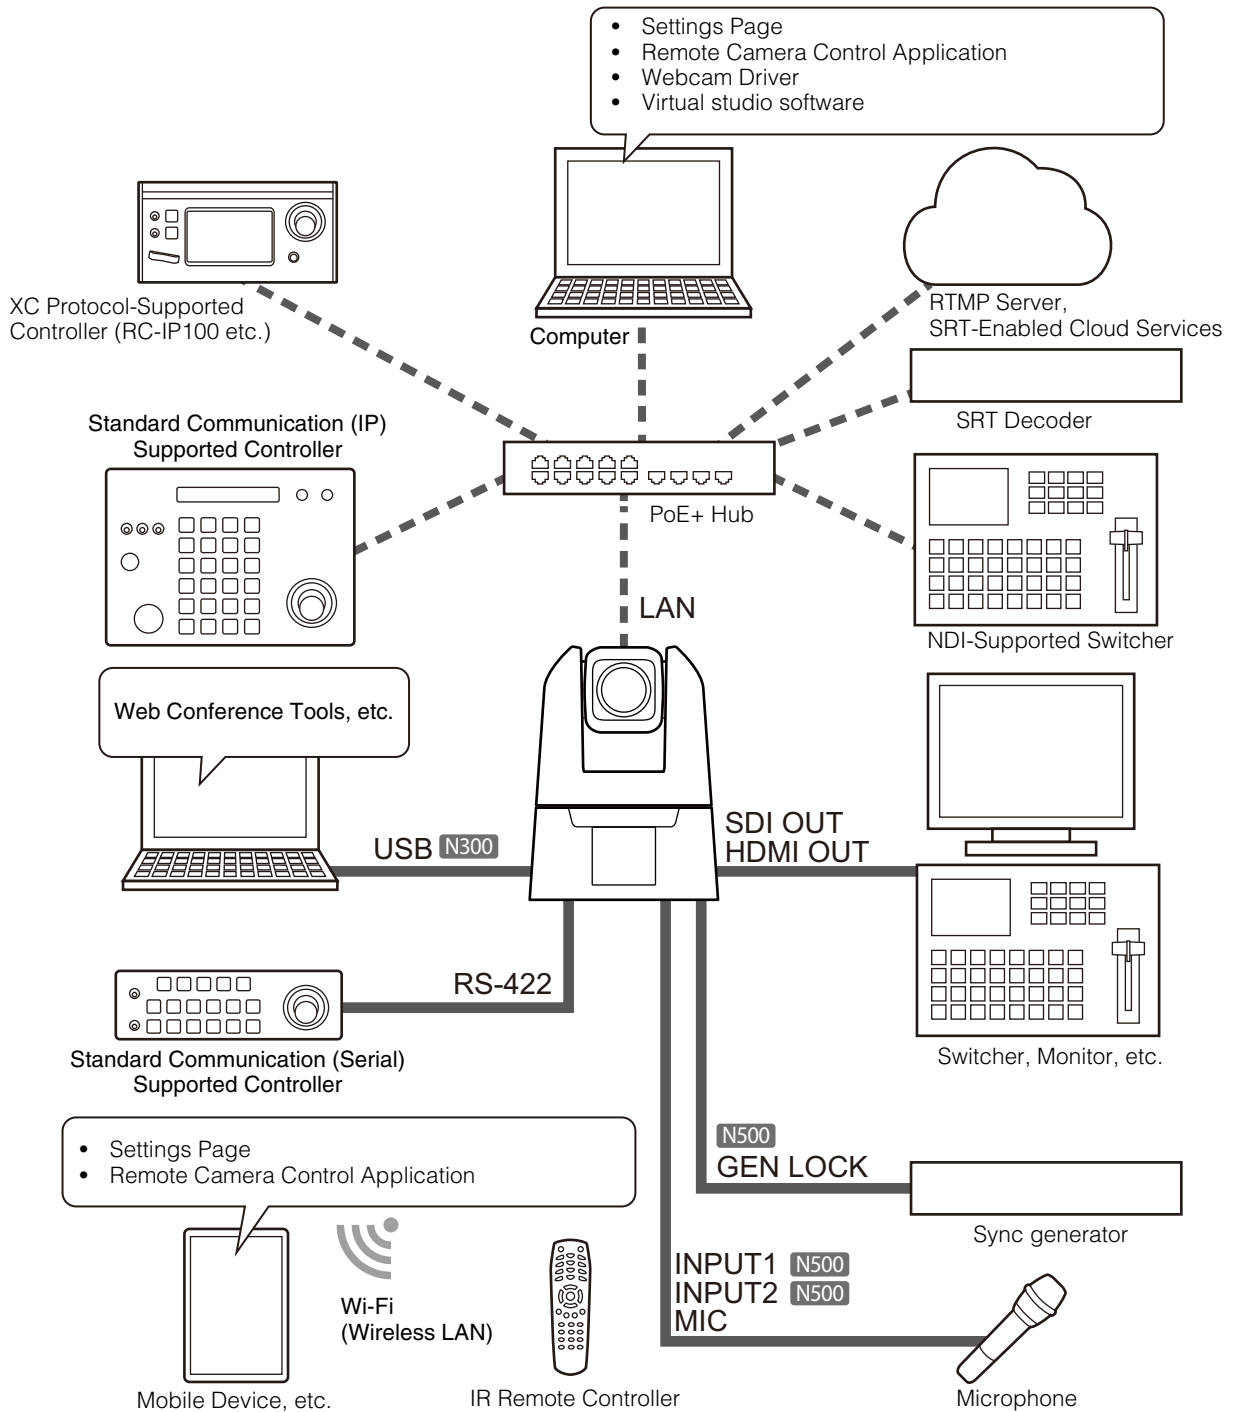 • Settings Page
• Remote Camera Control Application
• Webcam Driver
• Virtual studio software
XC Protocol-Supported
Controller (RC-IP100 etc.)
Computer
RTMP Server,
SRT-Enabled Cloud Services
SRT Decoder
Standard Communication (IP)
Supported Controller
PoE+ Hub
LAN
NDI-Supported Switcher
Web Conference Tools, etc.
USB N300
SDI OUT
HDMI OUT
RS-422
Standard Communication (Serial)
Supported Controller
Switcher, Monitor, etc.
• Settings Page
• Remote Camera Control Application
N500
GEN LOCK
Sync generator
Wi-Fi
(Wireless LAN)
INPUT1 N500
INPUT2 N500
MIC
Mobile Device, etc.
IR Remote Controller
Microphone